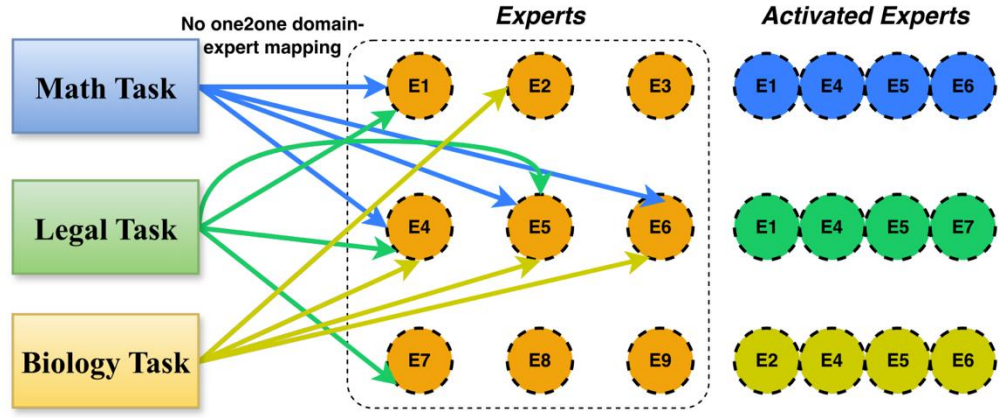 No one2one domain-
expert mapping
Experts
Activated Experts
Math Task
E1
E2
E3
E1 E4 E5 E6
Legal Task
E4
E5
E6
E1 E4 E5 E7
Biology Task
E7
E8
E9
E2 E4 E5 E6